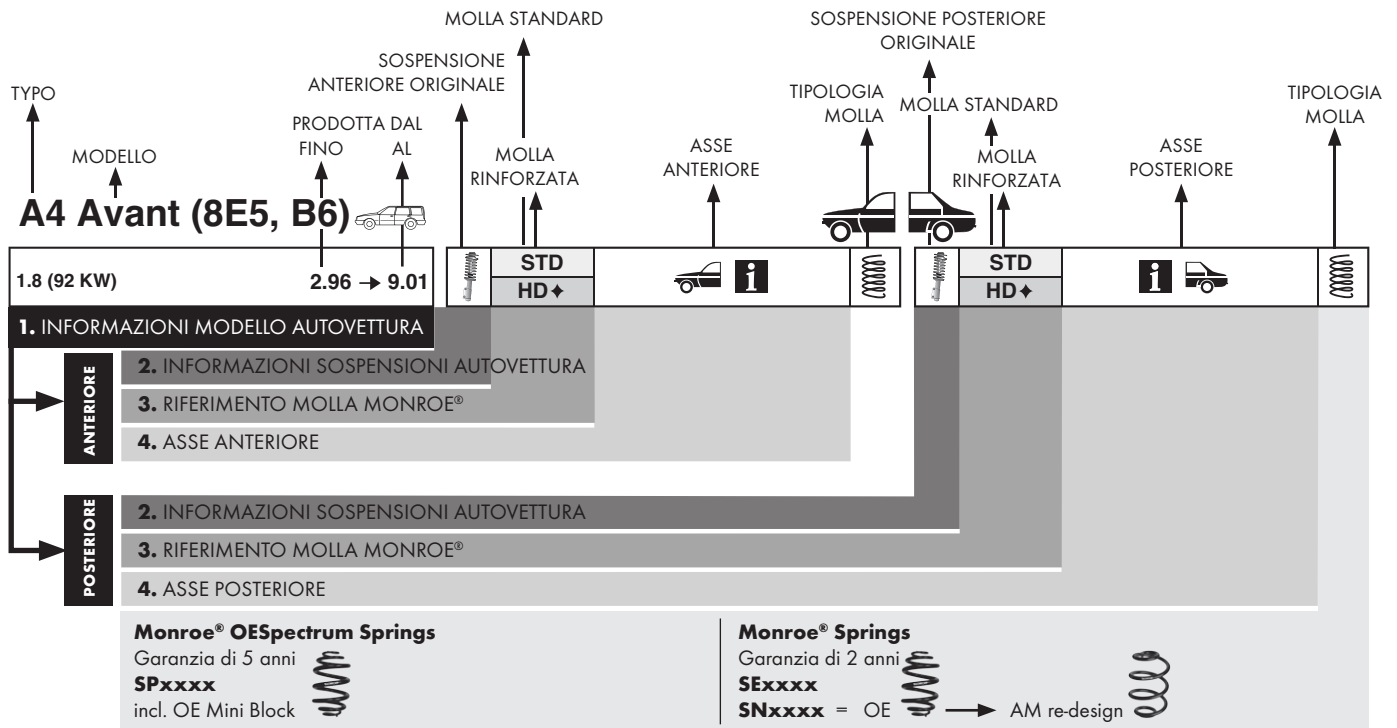 MOLLA STANDARD
SOSPENSIONE POSTERIORE
ORIGINALE
SOSPENSIONE
ANTERIORE ORIGINALE
TYPO
TIPOLOGIA
MOLLA
MOLLA STANDARD
TIPOLOGIA
MOLLA
PRODOTTA DAL
FINO AL
MODELLO
MOLLA
RINFORZATA
ASSE
ANTERIORE
MOLLA
RINFORZATA
ASSE
POSTERIORE
A4 Avant (8E5, B6)
1.8 (92 KW) 2.96 → 9.01
STD
HD✦
i
STD
HD✦
i
1. INFORMAZIONI MODELLO AUTOVETTURA
ANTERIORE
2. INFORMAZIONI SOSPENSIONI AUTOVETTURA
3. RIFERIMENTO MOLLA MONROE®
4. ASSE ANTERIORE
POSTERIORE
2. INFORMAZIONI SOSPENSIONI AUTOVETTURA
3. RIFERIMENTO MOLLA MONROE®
4. ASSE POSTERIORE
Monroe® OESpectrum Springs
Garanzia di 5 anni
SPxxxx
incl. OE Mini Block
Monroe® Springs
Garanzia di 2 anni
SExxxx
SNxxxx = OE → AM re-design